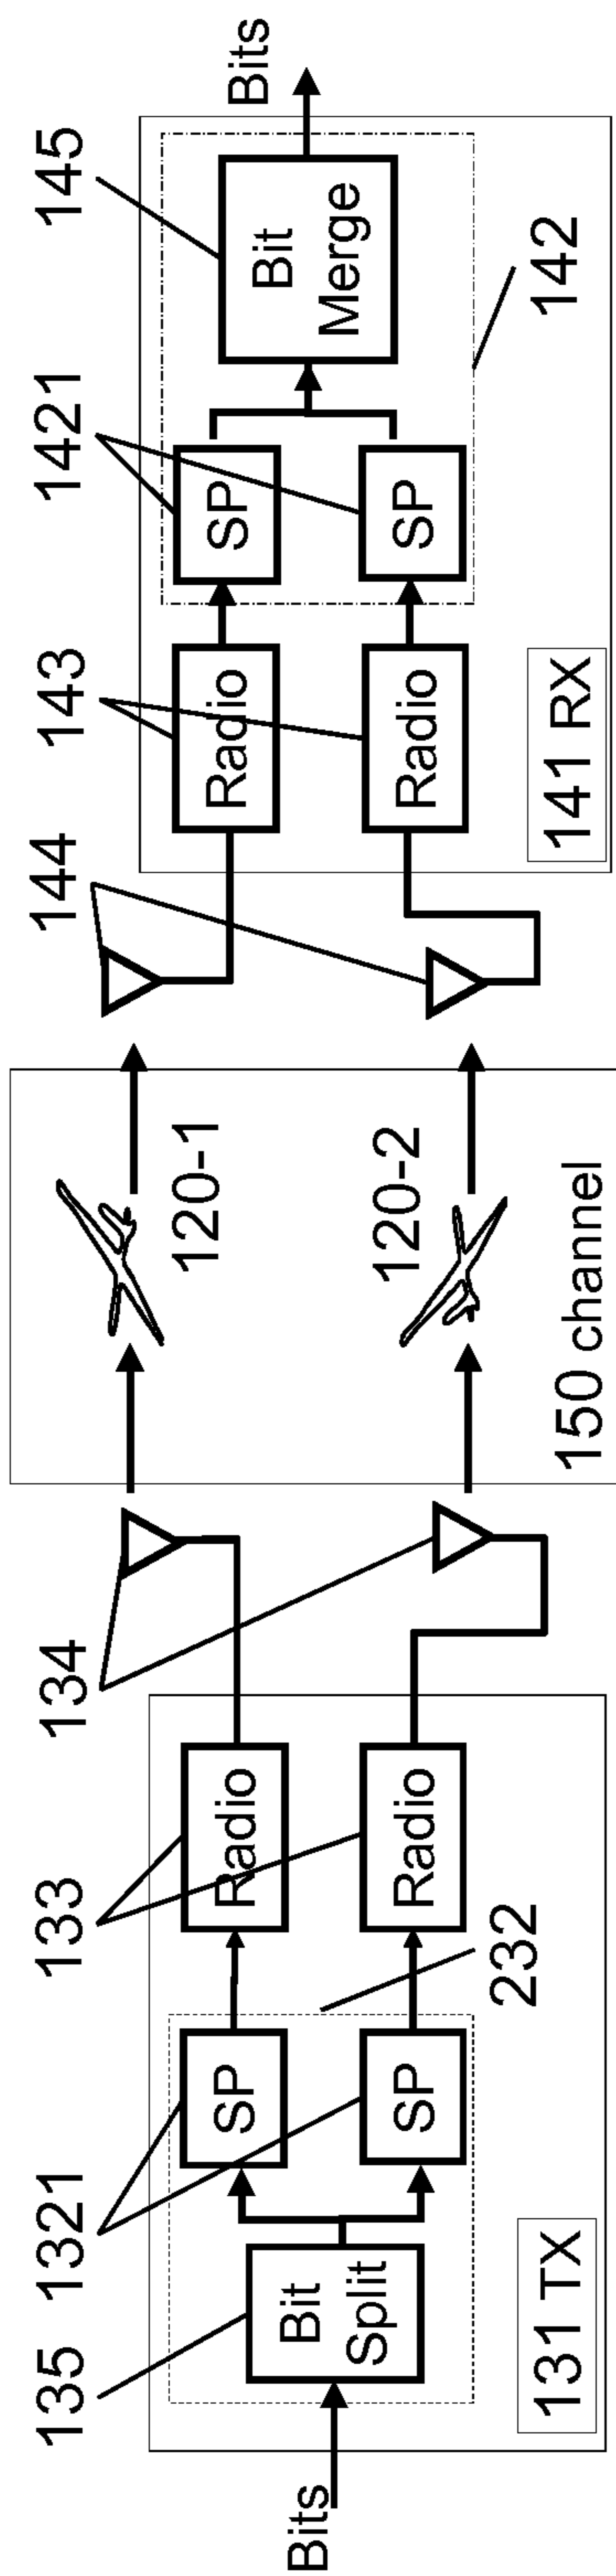 Bits
135
Bit
Split
1321
SP
SP
232
133
Radio
Radio
131 TX
134
120-1
120-2
150 channel
144
143
Radio
Radio
1421
SP
SP
145
Bit
Merge
142
141 RX
Bits